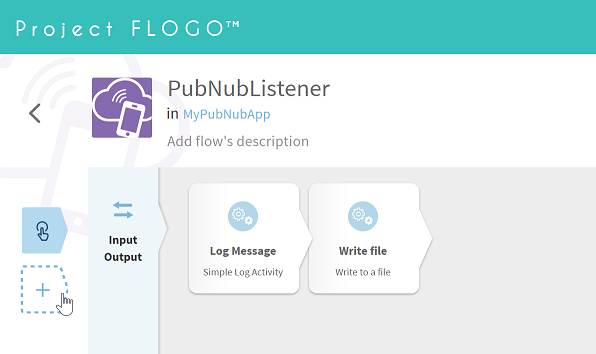 Project FLOGO™
PubNubListener
in MyPubNubApp
Add flow's description
Input
Output
Log Message
Simple Log Activity
Write file
Write to a file